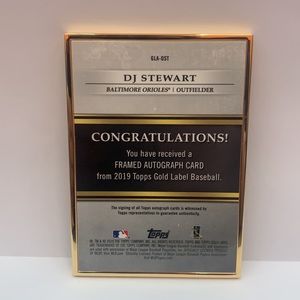 GLA-DST
DJ STEWART
BALTIMORE ORIOLES® | OUTFIELDER
CONGRATULATIONS!
You have received a
FRAMED AUTOGRAPH CARD
from 2019 Topps Gold Label Baseball.
The signing of all Topps autograph cards is witnessed by
Topps representatives to guarantee authenticity.
Topps